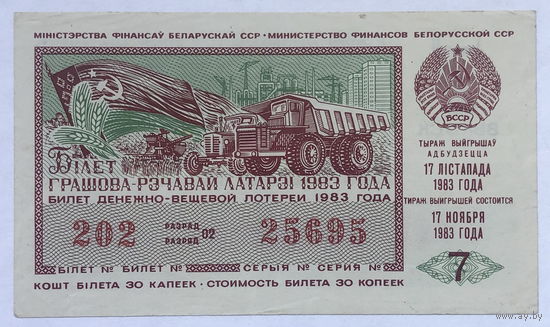 МІНІСТЭРСТВА ФІНАНСАЎ БЕЛАРУСКАЙ ССР · МИНИСТЕРСТВО ФИНАНСОВ БЕЛОРУССКОЙ ССР
БССР
БІЛЕТ
ГРАШОВА-РЭЧАВАЙ ЛАТАРЭІ 1983 ГОДА
БИЛЕТ ДЕНЕЖНО-ВЕЩЕВОЙ ЛОТЕРЕИ 1983 ГОДА
202 РАЗРАД РАЗРЯД 02 25695
БІЛЕТ № БИЛЕТ № СЕРЫЯ № СЕРИЯ №
КОШТ БІЛЕТА 30 КАПЕЕК · СТОИМОСТЬ БИЛЕТА 30 КОПЕЕК
ТЫРАЖ ВЫЙГРЫШАЎ
АДБУДЗЕЦЦА
17 ЛІСТАПАДА
1983 ГОДА
ТИРАЖ ВЫИГРЫШЕЙ СОСТОИТСЯ
17 НОЯБРЯ
1983 ГОДА
7
www.ay.by